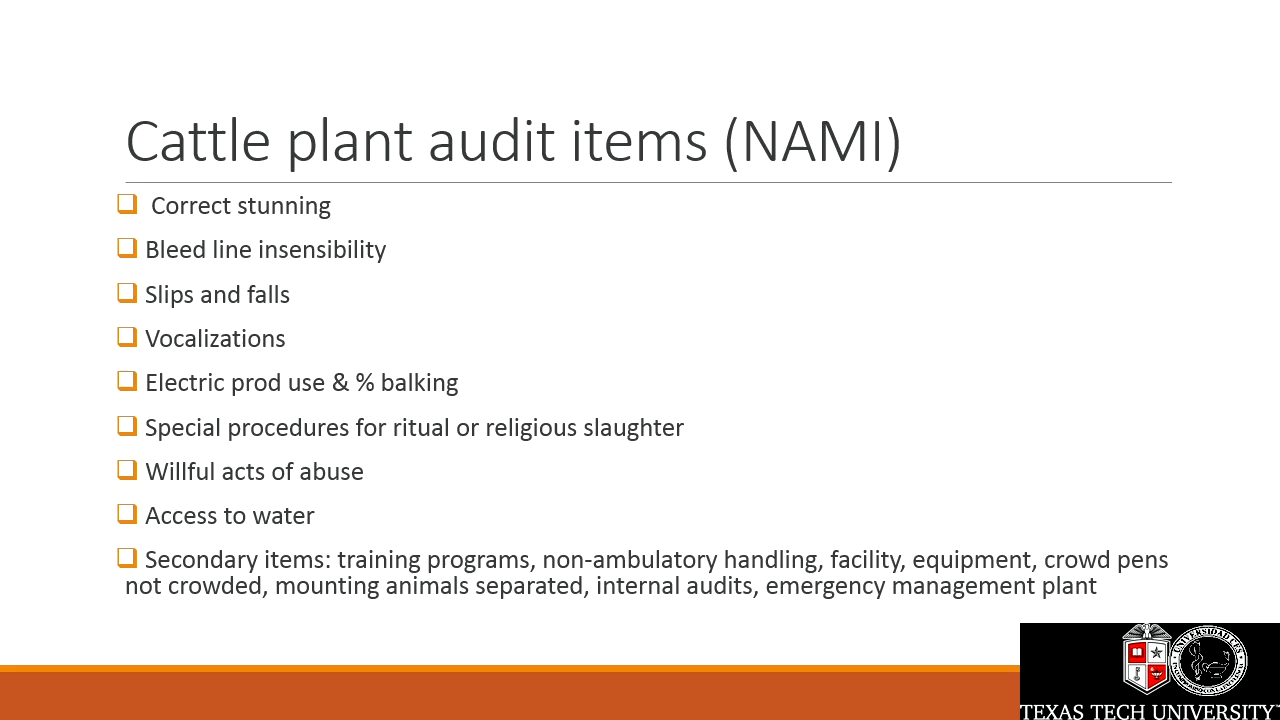 Cattle plant audit items (NAMI)
Correct stunning
Bleed line insensibility
Slips and falls
Vocalizations
Electric prod use & % balking
Special procedures for ritual or religious slaughter
Willful acts of abuse
Access to water
Secondary items: training programs, non-ambulatory handling, facility, equipment, crowd pens
not crowded, mounting animals separated, internal audits, emergency management plant
TEXAS TECH UNIVERSITY